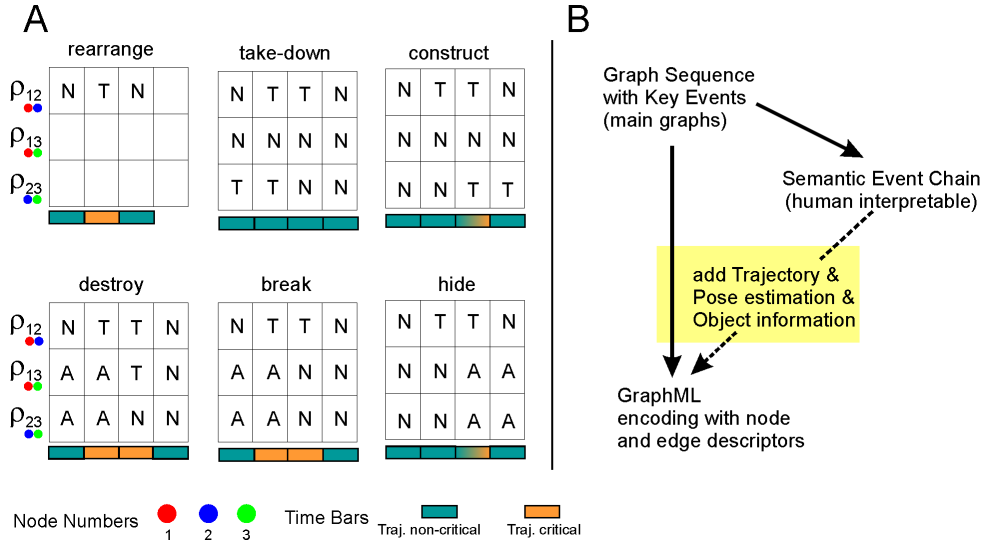 A
B
rearrange
take-down
construct
ρ12 N T N
ρ13
ρ23
N T T N
N N N N
T T N N
N T T N
N N N N
N N T T
destroy
break
hide
ρ12 N T T N
ρ13 A A T N
ρ23 A A N N
N T T N
A A N N
A A N N
N T T N
N N A A
N N A A
Node Numbers
1
2
3
Time Bars
Traj. non-critical
Traj. critical
Graph Sequence
with Key Events
(main graphs)
Semantic Event Chain
(human interpretable)
add Trajectory &
Pose estimation &
Object information
GraphML
encoding with node
and edge descriptors